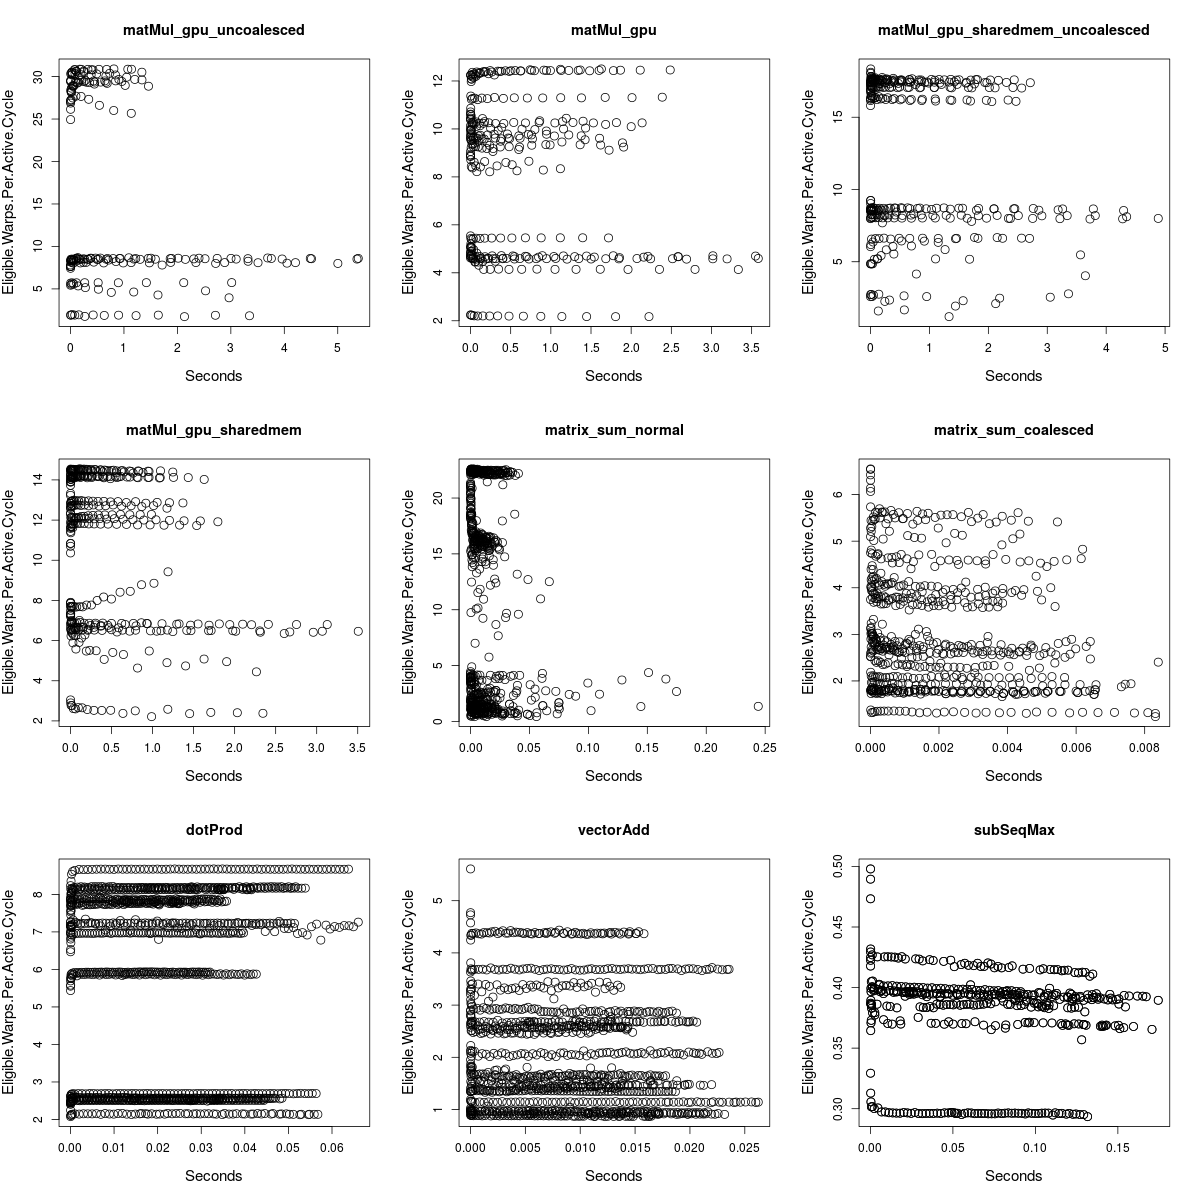 matMul_gpu_uncoalesced
Eligible.Warps.Per.Active.Cycle
30
25
20
15
10
5
0 1 2 3 4 5
Seconds
matMul_gpu
Eligible.Warps.Per.Active.Cycle
12
10
8
6
4
2
0.0 0.5 1.0 1.5 2.0 2.5 3.0 3.5
Seconds
matMul_gpu_sharedmem_uncoalesced
Eligible.Warps.Per.Active.Cycle
15
10
5
0 1 2 3 4 5
Seconds
matMul_gpu_sharedmem
Eligible.Warps.Per.Active.Cycle
14
12
10
8
6
4
2
0.0 0.5 1.0 1.5 2.0 2.5 3.0 3.5
Seconds
matrix_sum_normal
Eligible.Warps.Per.Active.Cycle
20
15
10
5
0
0.00 0.05 0.10 0.15 0.20 0.25
Seconds
matrix_sum_coalesced
Eligible.Warps.Per.Active.Cycle
6
5
4
3
2
0.000 0.002 0.004 0.006 0.008
Seconds
dotProd
Eligible.Warps.Per.Active.Cycle
8
7
6
5
4
3
2
0.00 0.01 0.02 0.03 0.04 0.05 0.06
Seconds
vectorAdd
Eligible.Warps.Per.Active.Cycle
5
4
3
2
1
0.000 0.005 0.010 0.015 0.020 0.025
Seconds
subSeqMax
Eligible.Warps.Per.Active.Cycle
0.50
0.45
0.40
0.35
0.30
0.00 0.05 0.10 0.15
Seconds